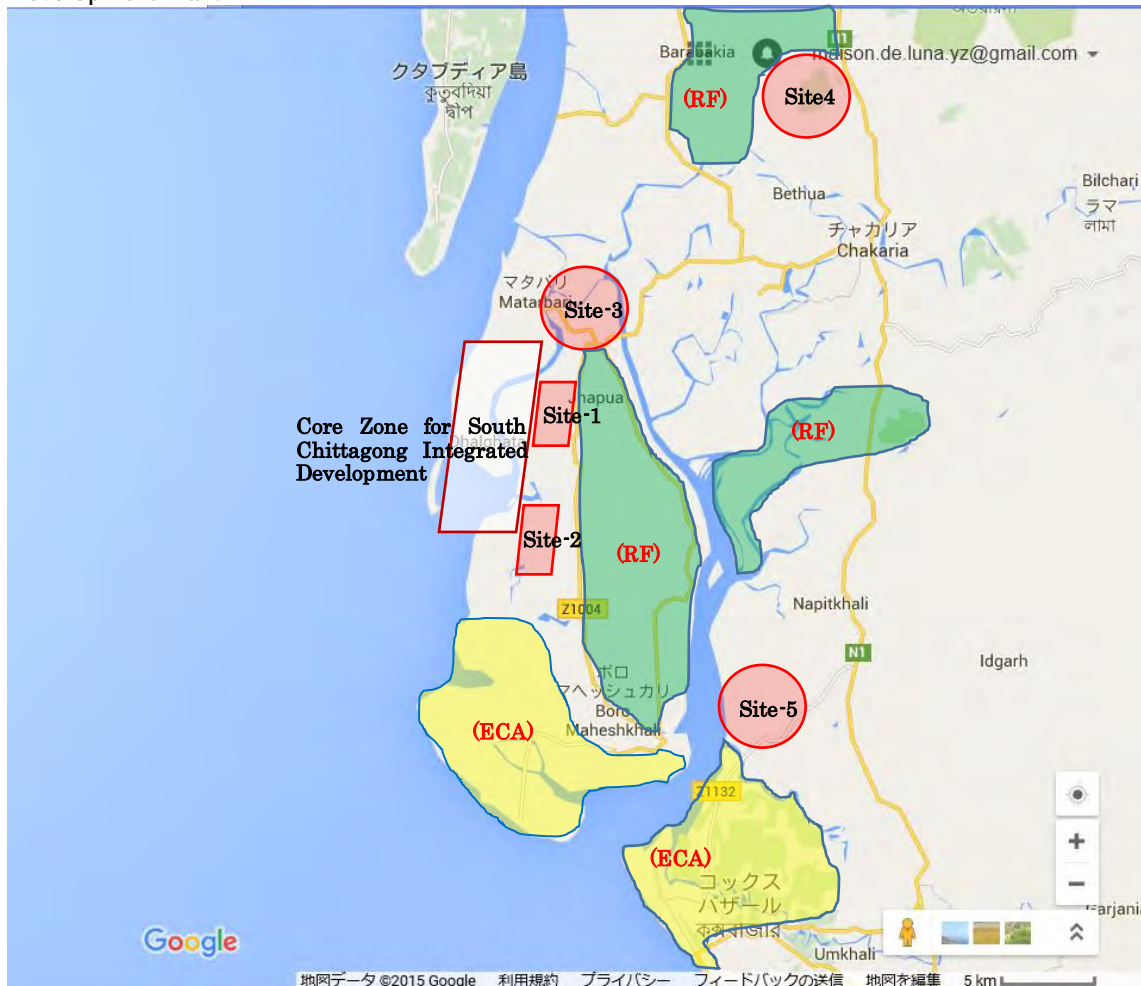 Barabakia
N1
maison.de.luna.yz@gmail.com
クタブディア島
কুতুবদিয়া
দ্বীপ
(RF)
Site4
Bethua
Bilchari
ラマ
লামা
チャカリア
Chakaria
マタバリ
Matarbari
Site-3
Jhapua
Site-1
Core Zone for South
Chittagong Integrated
Development
Dhalghata
(RF)
Site-2
(RF)
Z1004
Napitkhali
N1
Idgarh
ボロ
マヘッシュカリ
Boro
Maheshkhali
Site-5
(ECA)
Z1132
(ECA)
コックス
バザール
কক্সবাজার
Umkhali
Google
地図データ ©2015 Google 利用規約 プライバシー フィードバックの送信 地図を編集 5 km